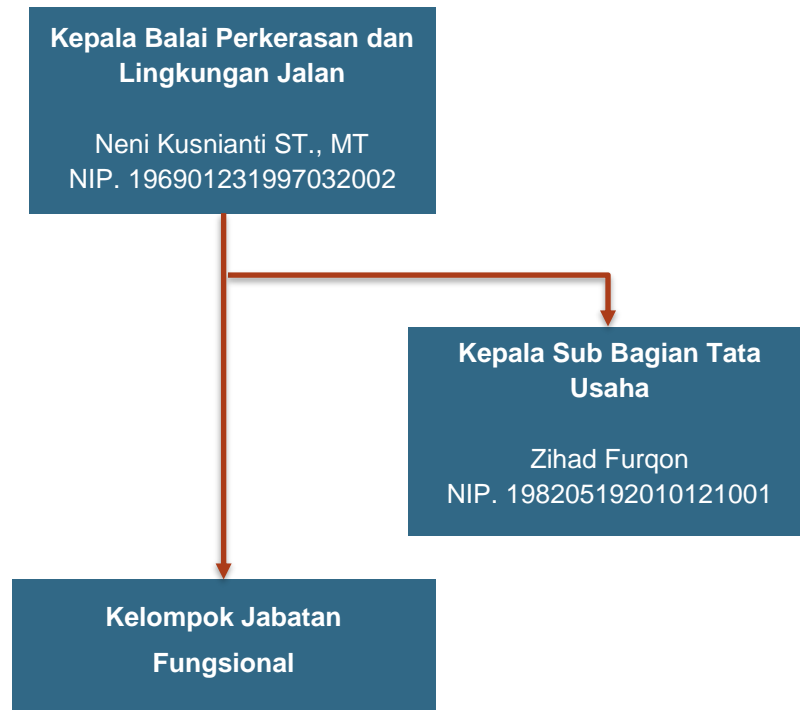 Kepala Balai Perkerasan dan
Lingkungan Jalan
Neni Kusnianti ST., MT
NIP. 196901231997032002
Kepala Sub Bagian Tata
Usaha
Zihad Furqon
NIP. 198205192010121001
Kelompok Jabatan
Fungsional